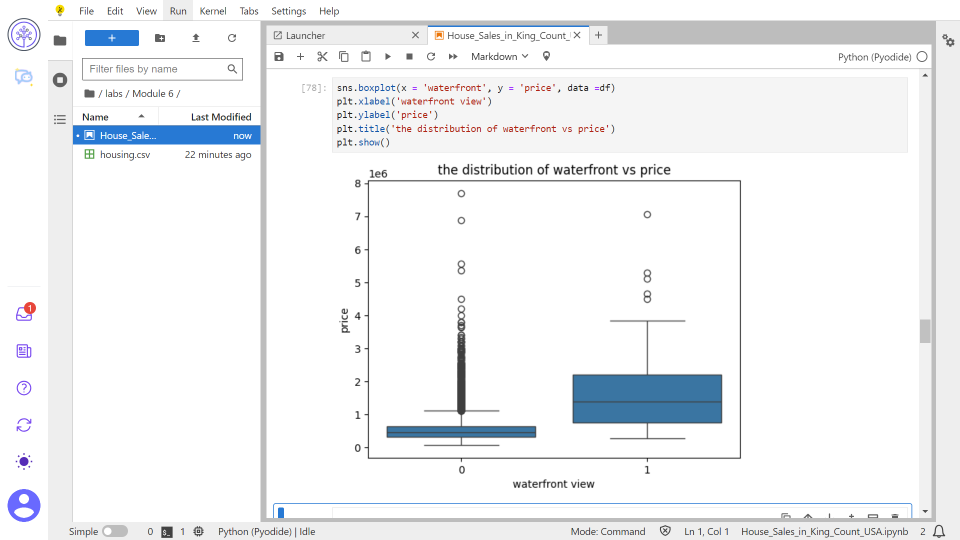 File Edit View Run Kernel Tabs Settings Help
Filter files by name
/ labs / Module 6 /
Name Last Modified
House_Sale... now
housing.csv 22 minutes ago
1
Launcher
House_Sales_in_King_Count_
Markdown
Python (Pyodide)
[78]:
sns.boxplot(x = 'waterfront', y = 'price', data =df)
plt.xlabel('waterfront view')
plt.ylabel('price')
plt.title('the distribution of waterfront vs price')
plt.show()
the distribution of waterfront vs price
1e6
8
7
6
5
4
3
2
1
0
price
0 1
waterfront view
Simple 0 1 Python (Pyodide) | Idle Mode: Command Ln 1, Col 1 House_Sales_in_King_Count_USA.ipynb 2